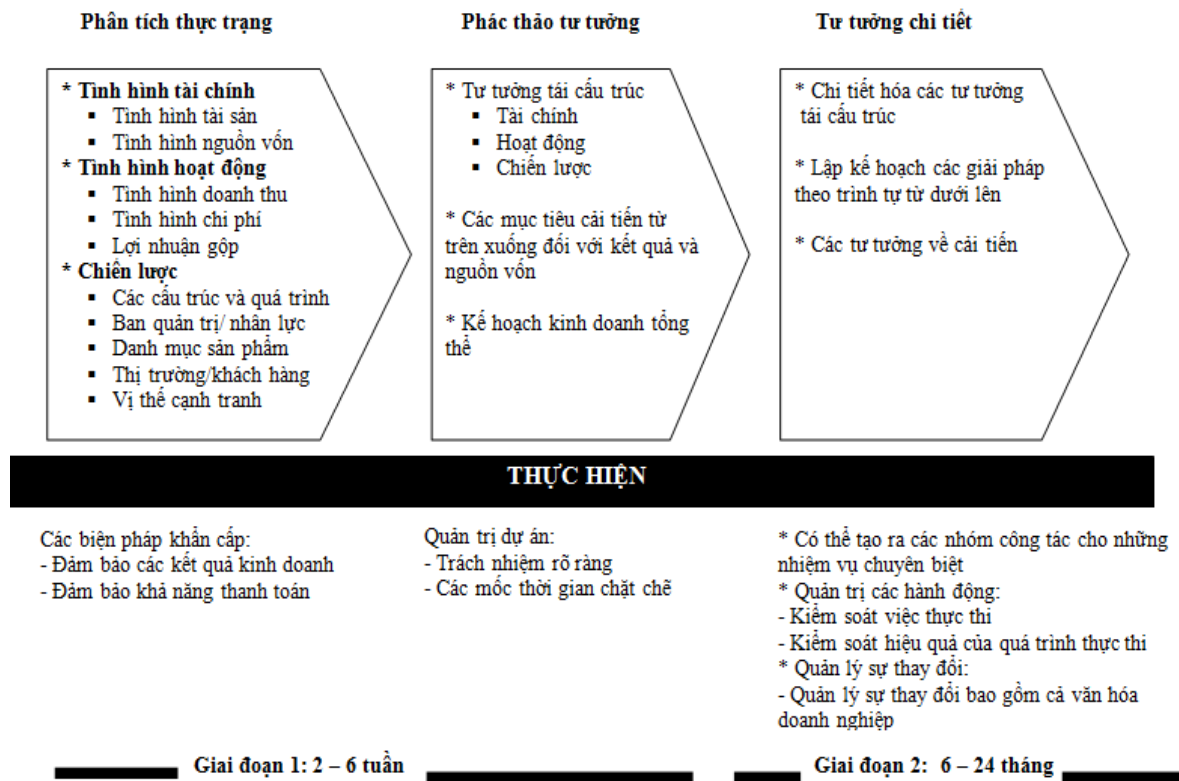 Phân tích thực trạng
Phác thảo tư tưởng
Tư tưởng chi tiết
* Tình hình tài chính
▪ Tình hình tài sản
▪ Tình hình nguồn vốn
* Tình hình hoạt động
▪ Tình hình doanh thu
▪ Tình hình chi phí
▪ Lợi nhuận gộp
* Chiến lược
▪ Các cấu trúc và quá trình
▪ Ban quản trị/ nhân lực
▪ Danh mục sản phẩm
▪ Thị trường/khách hàng
▪ Vị thế cạnh tranh
* Tư tưởng tái cấu trúc
▪ Tài chính
▪ Hoạt động
▪ Chiến lược
* Các mục tiêu cải tiến từ
trên xuống đối với kết quả và
nguồn vốn
* Kế hoạch kinh doanh tổng
thể
* Chi tiết hóa các tư tưởng
tái cấu trúc
* Lập kế hoạch các giải pháp
theo trình tự từ dưới lên
* Các tư tưởng về cải tiến
THỰC HIỆN
Các biện pháp khẩn cấp:
- Đảm bảo các kết quả kinh doanh
- Đảm bảo khả năng thanh toán
Quản trị dự án:
- Trách nhiệm rõ ràng
- Các mốc thời gian chặt chẽ
* Có thể tạo ra các nhóm công tác cho những
nhiệm vụ chuyên biệt
* Quản trị các hành động:
- Kiểm soát việc thực thi
- Kiểm soát hiệu quả của quá trình thực thi
* Quản lý sự thay đổi:
- Quản lý sự thay đổi bao gồm cả văn hóa
doanh nghiệp
Giai đoạn 1: 2 – 6 tuần
Giai đoạn 2: 6 – 24 tháng